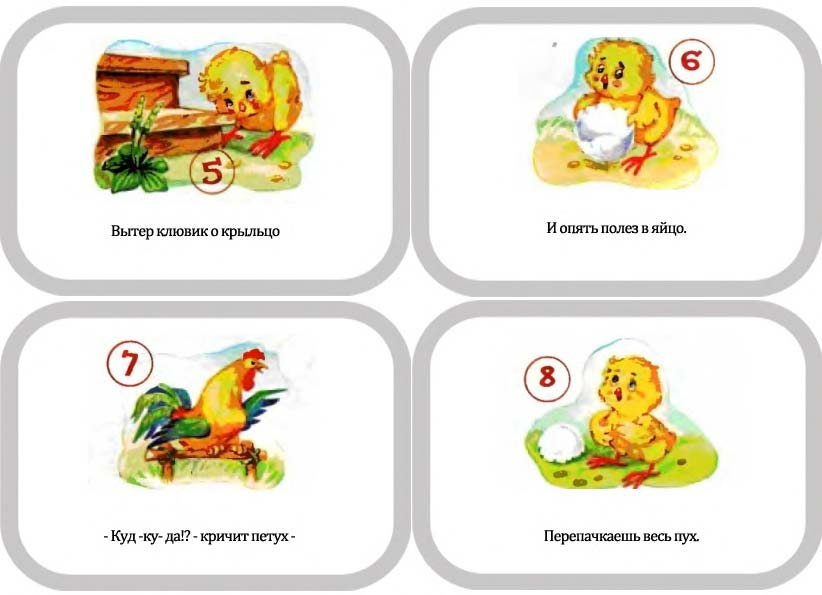 5
Вытер клювик о крыльцо
6
И опять полез в яйцо.
7
- Куд -ку- да!? - кричит петух -
8
Перепачкаешь весь пух.